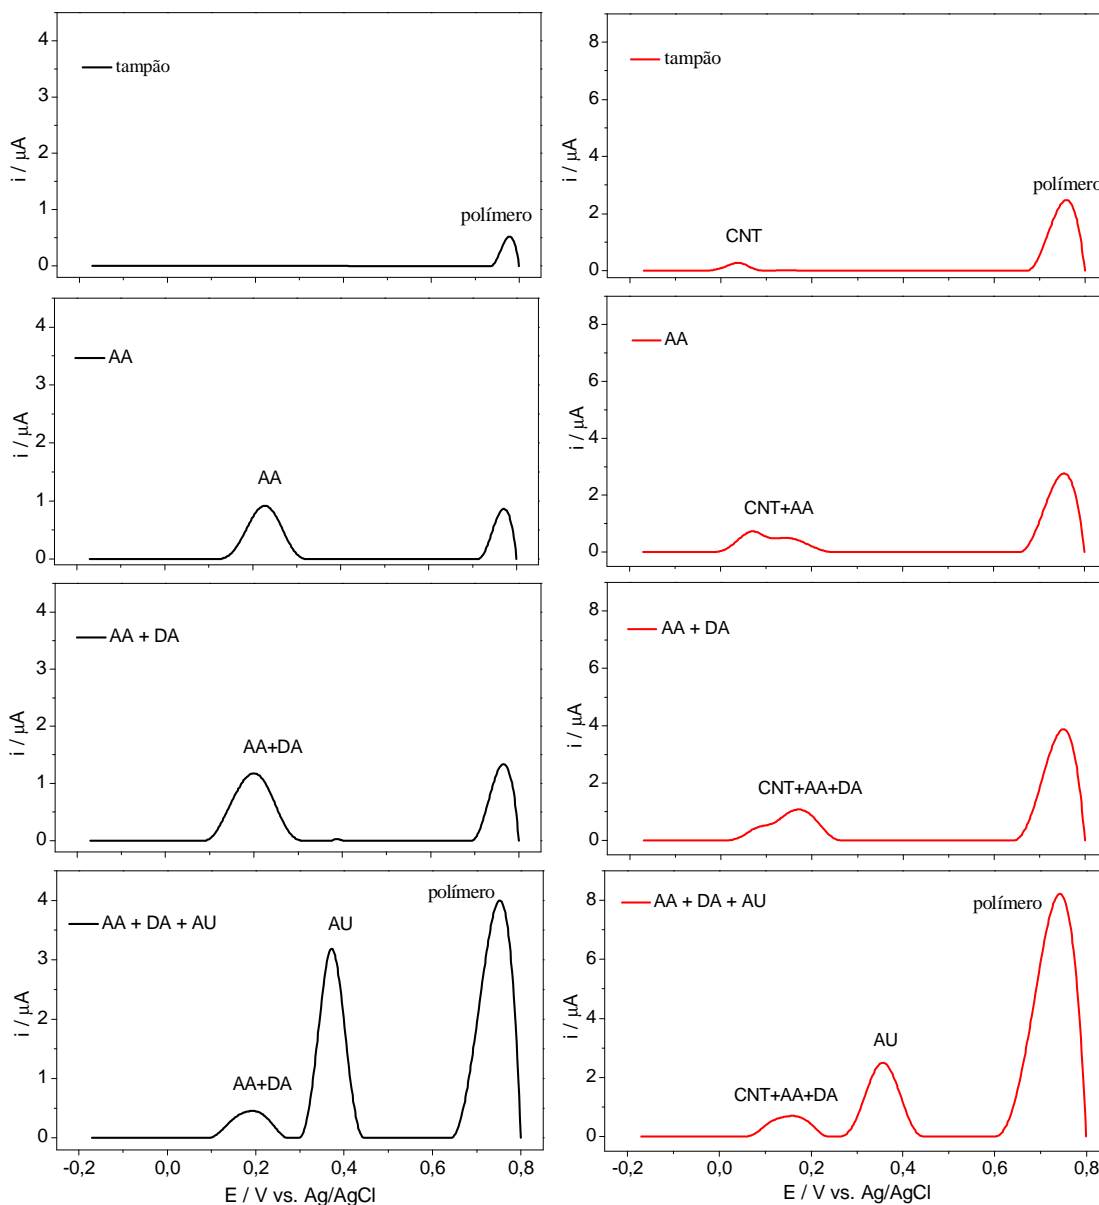 4
3
2
1
0
i / µA
tampão
polímero
8
6
4
2
0
i / µA
tampão
CNT
polímero
4
3
2
1
0
i / µA
AA
AA
8
6
4
2
0
i / µA
AA
CNT+AA
4
3
2
1
0
i / µA
AA + DA
AA+DA
8
6
4
2
0
i / µA
AA + DA
CNT+AA+DA
4
3
2
1
0
i / µA
AA + DA + AU
AA+DA
AU
polímero
-0,2 0,0 0,2 0,4 0,6 0,8
E / V vs. Ag/AgCl
8
6
4
2
0
i / µA
AA + DA + AU
CNT+AA+DA
AU
polímero
-0,2 0,0 0,2 0,4 0,6 0,8
E / V vs. Ag/AgCl